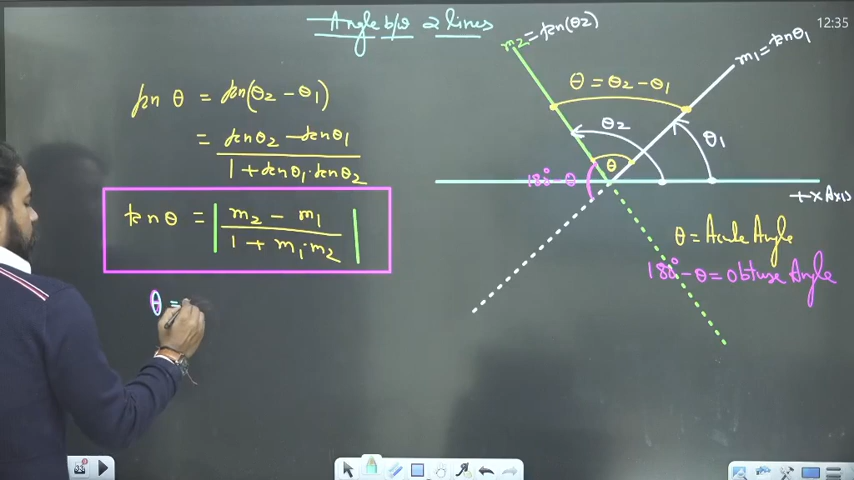 Angle b/w 2 lines
12:35
m2 = tan(θ2)
m1 = tanθ1
tan θ = tan(θ2 - θ1)
= tanθ2 - tanθ1
1 + tanθ1·tanθ2
tan θ = | m2 - m1 |
1 + m1·m2
θ =
θ = θ2 - θ1
θ2
θ1
θ
180° - θ
+x Axis
θ = Acute Angle
180° - θ = obtuse Angle
33